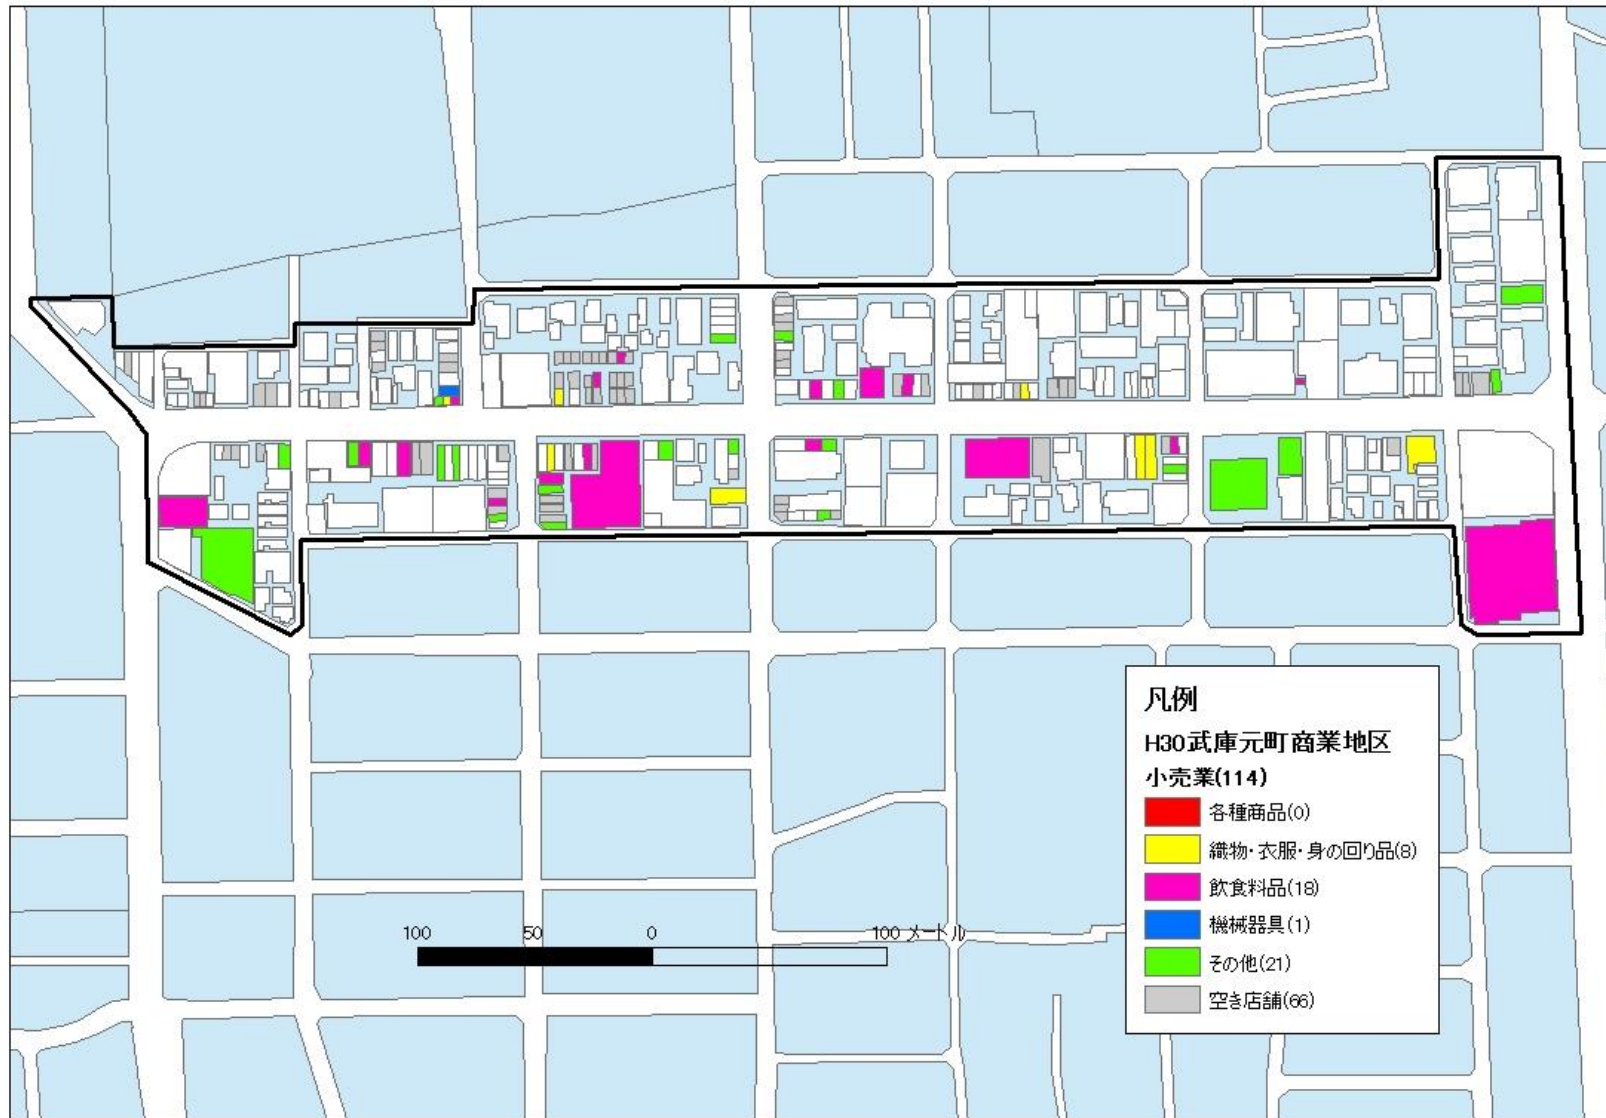 凡例
H30武庫元町商業地区
小売業(114)
各種商品(0)
織物・衣服・身の回り品(8)
飲食料品(18)
機械器具(1)
その他(21)
空き店舗(66)
100 50 0 100 メートル